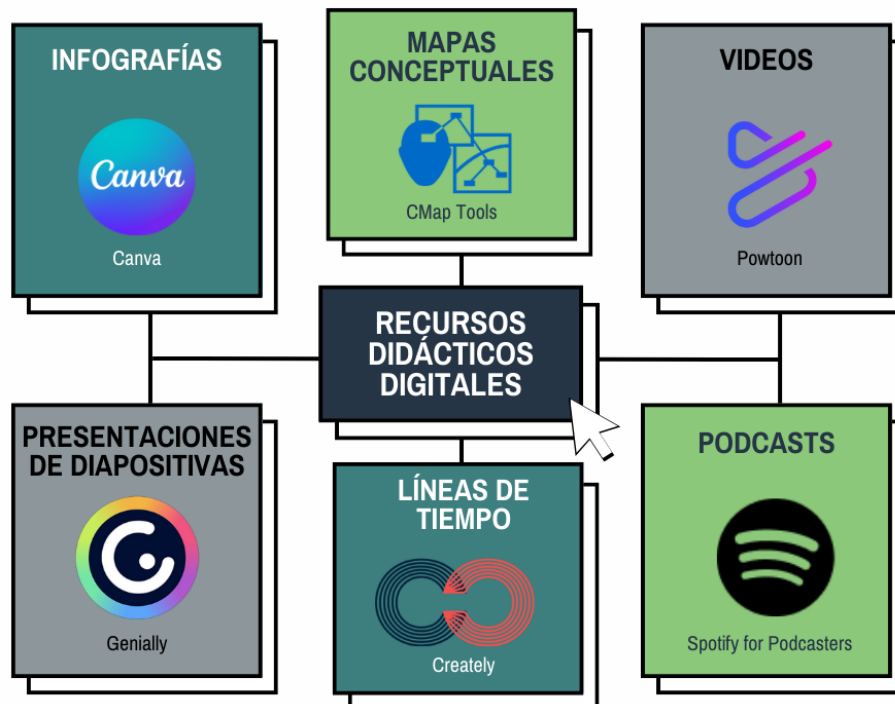 INFOGRAFÍAS
Canva
Canva
MAPAS
CONCEPTUALES
CMap Tools
VIDEOS
Powtoon
RECURSOS
DIDÁCTICOS
DIGITALES
PRESENTACIONES
DE DIAPOSITIVAS
Genially
LÍNEAS DE
TIEMPO
Creately
PODCASTS
Spotify for Podcasters